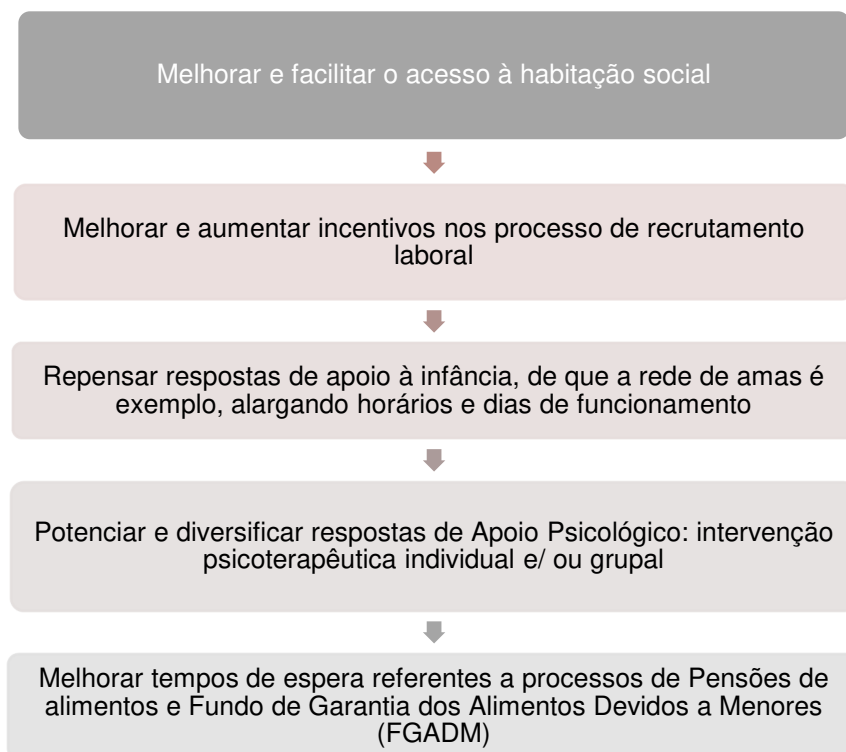 Melhorar e facilitar o acesso à habitação social
Melhorar e aumentar incentivos nos processo de recrutamento
laboral
Repensar respostas de apoio à infância, de que a rede de amas é
exemplo, alargando horários e dias de funcionamento
Potenciar e diversificar respostas de Apoio Psicológico: intervenção
psicoterapêutica individual e/ ou grupal
Melhorar tempos de espera referentes a processos de Pensões de
alimentos e Fundo de Garantia dos Alimentos Devidos a Menores
(FGADM)